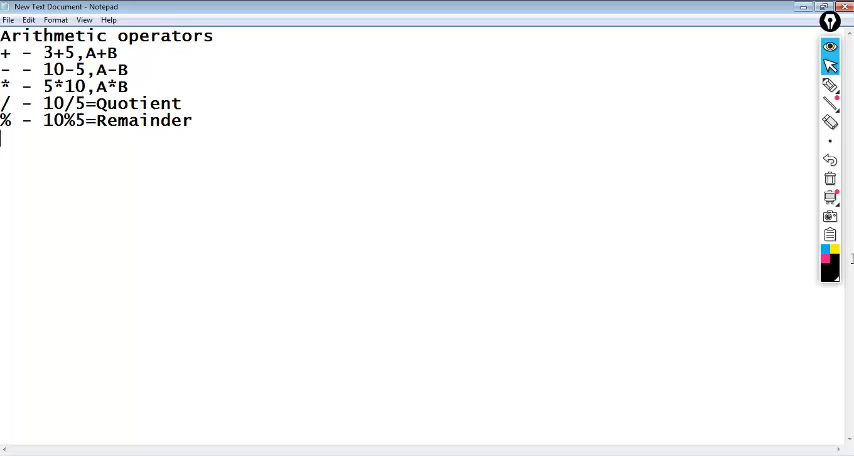 New Text Document - Notepad
File Edit Format View Help
Arithmetic operators
+ - 3+5,A+B
- - 10-5,A-B
* - 5*10,A*B
/ - 10/5=Quotient
% - 10%5=Remainder